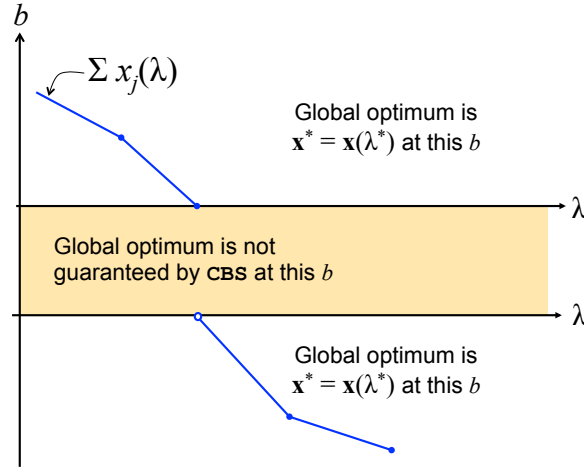 b
Σ xj(λ)
Global optimum is
x* = x(λ*) at this b
λ
Global optimum is not
guaranteed by CBS at this b
λ
Global optimum is
x* = x(λ*) at this b